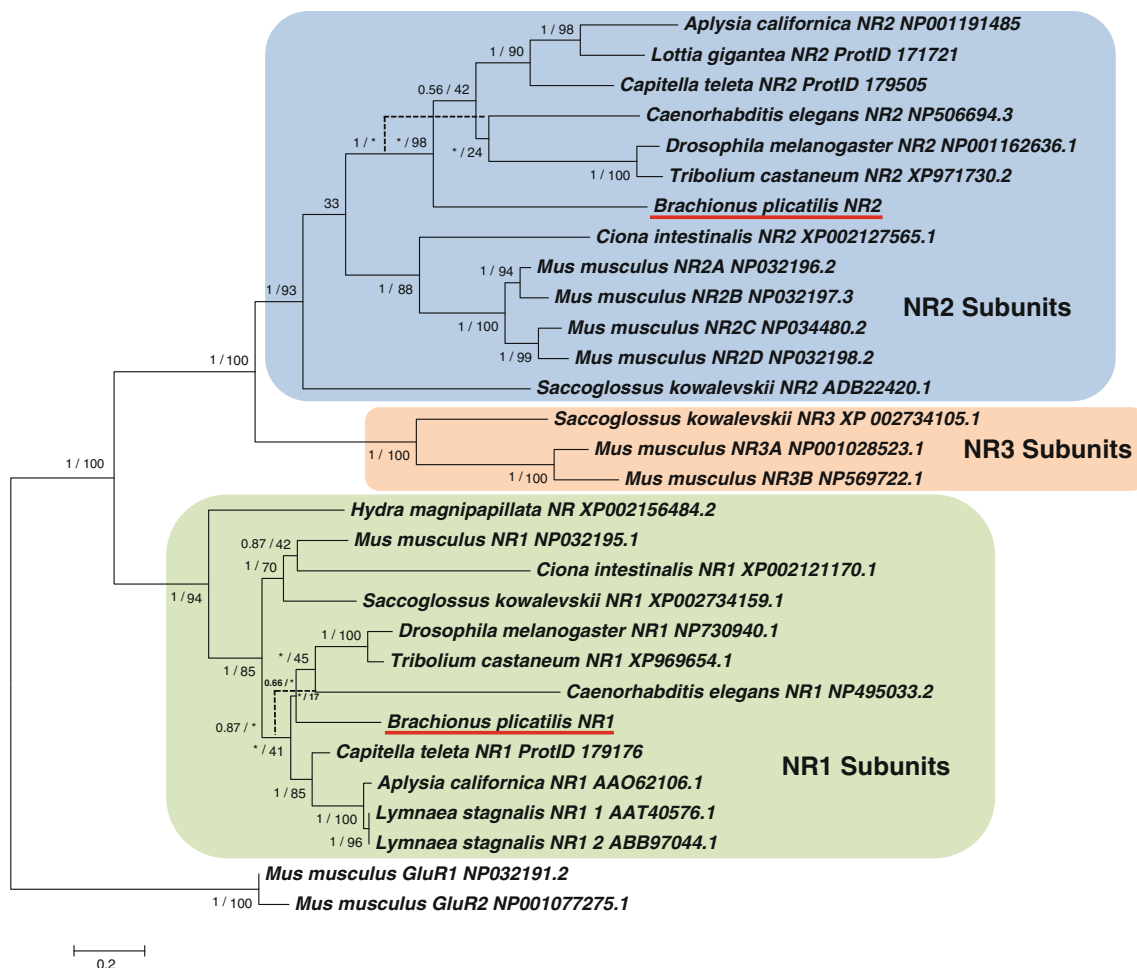 Aplysia californica NR2 NP001191485
1 / 98
Lottia gigantea NR2 ProtID 171721
1 / 90
Capitella teleta NR2 ProtID 179505
0.56 / 42
Caenorhabditis elegans NR2 NP506694.3
1 / *
* / 98
* / 24
Drosophila melanogaster NR2 NP001162636.1
1 / 100
Tribolium castaneum NR2 XP971730.2
33
Brachionus plicatilis NR2
Ciona intestinalis NR2 XP002127565.1
1 / 88
1 / 94
Mus musculus NR2A NP032196.2
Mus musculus NR2B NP032197.3
1 / 93
NR2 Subunits
1 / 100
Mus musculus NR2C NP034480.2
1 / 99
Mus musculus NR2D NP032198.2
1 / 100
Saccoglossus kowalevskii NR2 ADB22420.1
Saccoglossus kowalevskii NR3 XP 002734105.1
1 / 100
Mus musculus NR3A NP001028523.1
NR3 Subunits
1 / 100
Mus musculus NR3B NP569722.1
1 / 100
Hydra magnipapillata NR XP002156484.2
0.87 / 42
Mus musculus NR1 NP032195.1
1 / 70
Ciona intestinalis NR1 XP002121170.1
1 / 94
Saccoglossus kowalevskii NR1 XP002734159.1
1 / 100
Drosophila melanogaster NR1 NP730940.1
* / 45
1 / 85
Tribolium castaneum NR1 XP969654.1
0.66 / *
* / 17
Caenorhabditis elegans NR1 NP495033.2
0.87 / *
Brachionus plicatilis NR1
* / 41
Capitella teleta NR1 ProtID 179176
NR1 Subunits
1 / 85
Aplysia californica NR1 AAO62106.1
1 / 100
Lymnaea stagnalis NR1 1 AAT40576.1
1 / 96
Lymnaea stagnalis NR1 2 ABB97044.1
Mus musculus GluR1 NP032191.2
1 / 100
Mus musculus GluR2 NP001077275.1
0.2